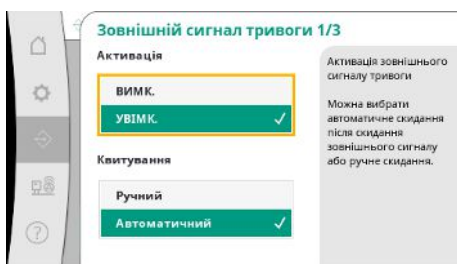 Зовнішній сигнал тривоги 1/3
Активація
ВИМК.
УВІМК.
Квитування
Ручний
Автоматичний
Активація зовнішнього
сигналу тривоги
Можна вибрати
автоматичне скидання
після скидання
зовнішнього сигналу
або ручне скидання.